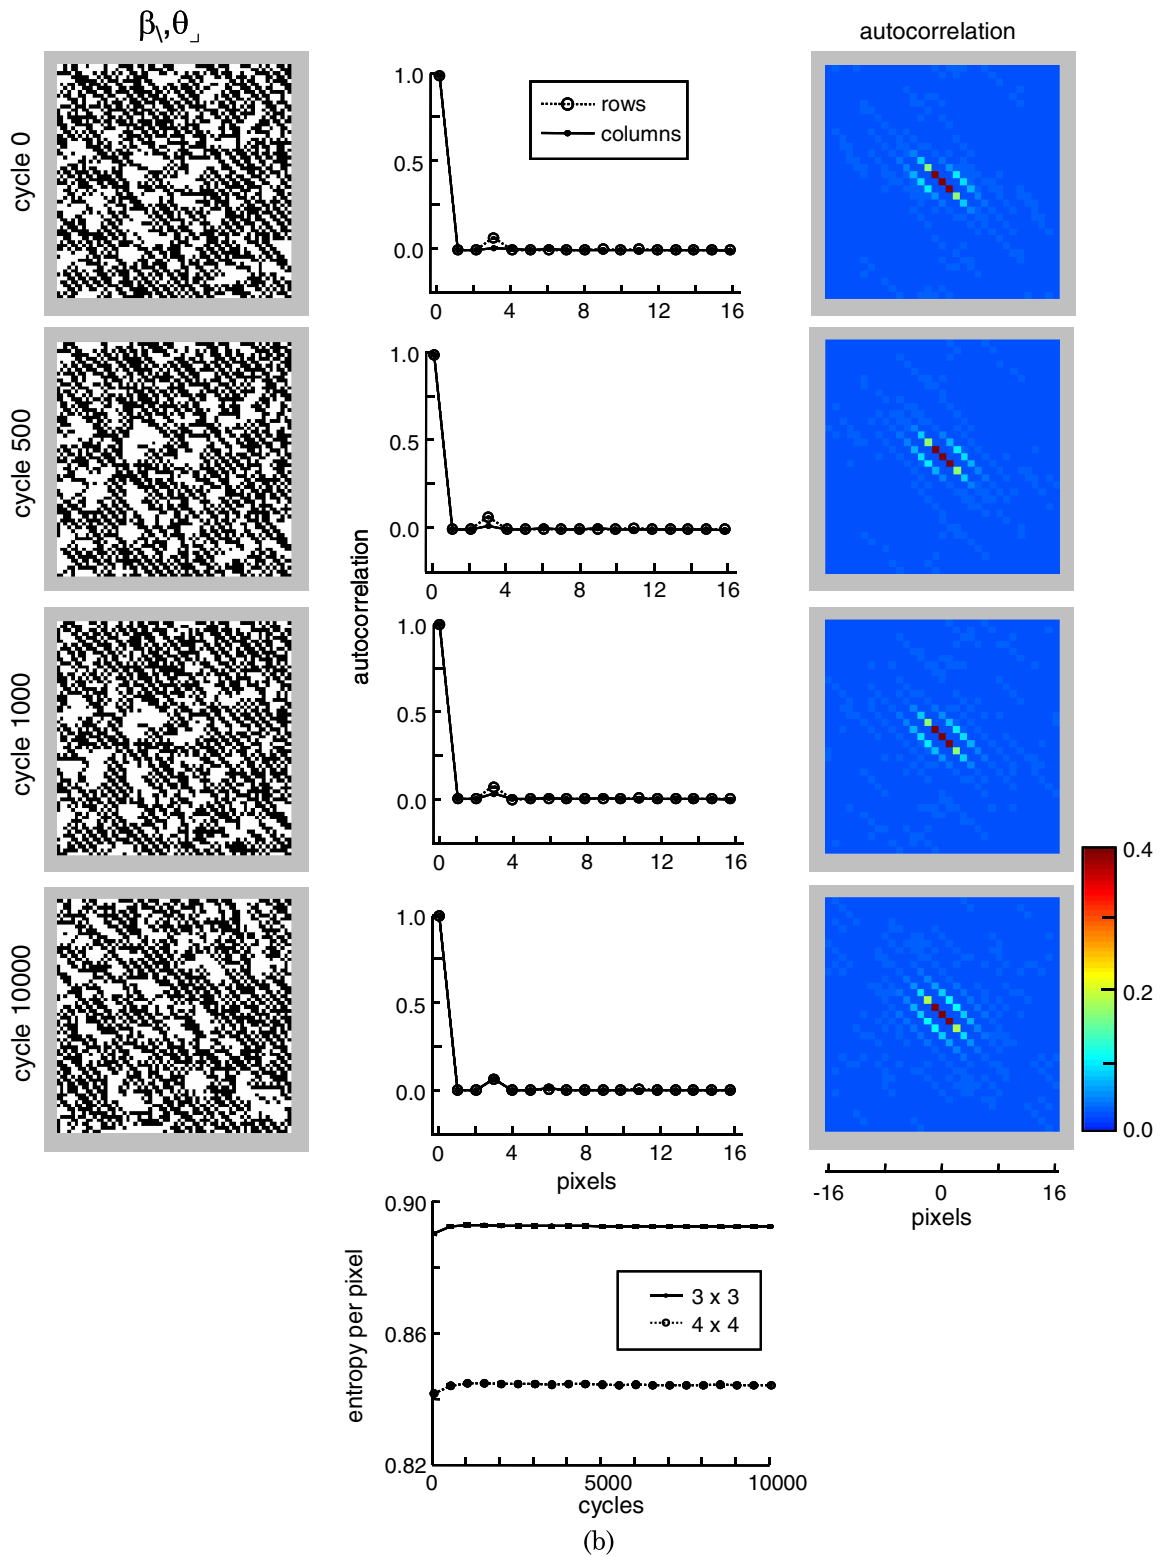 β\,θ┘
autocorrelation
cycle 0
1.0
0.5
0.0
rows
columns
0 4 8 12 16
cycle 500
1.0
0.5
0.0
0 4 8 12 16
autocorrelation
cycle 1000
1.0
0.5
0.0
0 4 8 12 16
cycle 10000
1.0
0.5
0.0
0 4 8 12 16
pixels
0.4
0.2
0.0
-16 0 16
pixels
entropy per pixel
0.90
0.86
0.82
3 x 3
4 x 4
0 5000 10000
cycles
(b)